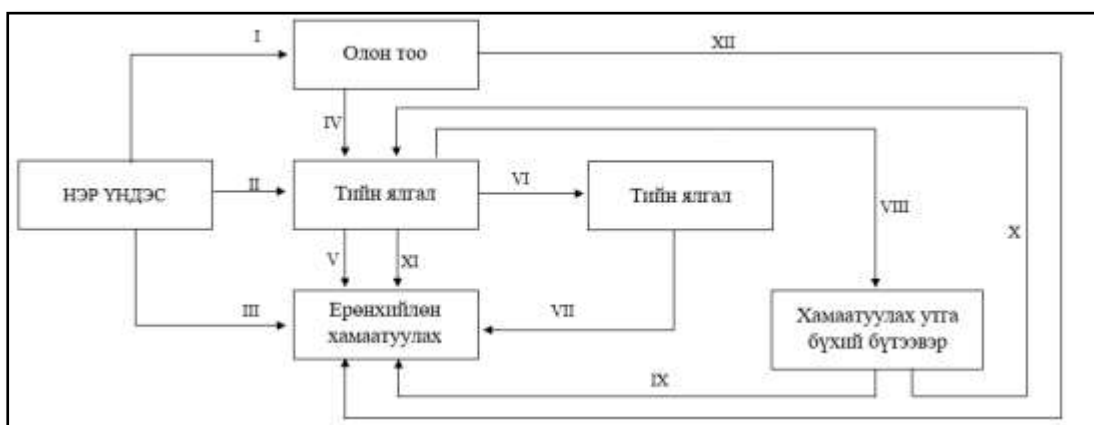 I
Олон тоо
XII
IV
НЭР ҮНДЭС
II
Тийн ялгал
VI
Тийн ялгал
VIII
X
V
XI
III
Ерөнхийлөн
хамаатуулах
VII
Хамаатуулах утга
бүхий бүтээвэр
IX